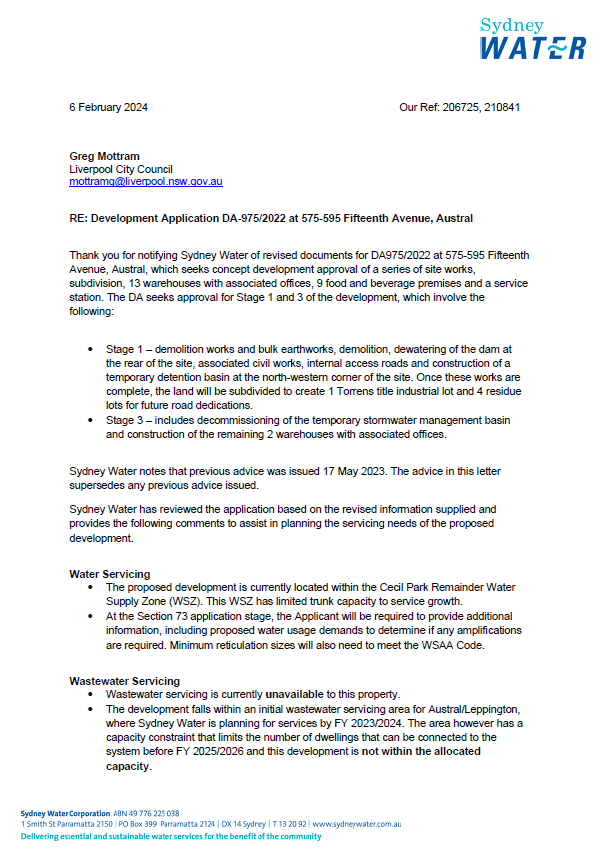 Sydney
WATER
6 February 2024 Our Ref: 206725, 210841
Greg Mottram
Liverpool City Council
mottramg@liverpool.nsw.gov.au
RE: Development Application DA-975/2022 at 575-595 Fifteenth Avenue, Austral
Thank you for notifying Sydney Water of revised documents for DA975/2022 at 575-595 Fifteenth
Avenue, Austral, which seeks concept development approval of a series of site works,
subdivision, 13 warehouses with associated offices, 9 food and beverage premises and a service
station. The DA seeks approval for Stage 1 and 3 of the development, which involve the
following:
• Stage 1 – demolition works and bulk earthworks, demolition, dewatering of the dam at
the rear of the site, associated civil works, internal access roads and construction of a
temporary detention basin at the north-western corner of the site. Once these works are
complete, the land will be subdivided to create 1 Torrens title industrial lot and 4 residue
lots for future road dedications.
• Stage 3 – includes decommissioning of the temporary stormwater management basin
and construction of the remaining 2 warehouses with associated offices.
Sydney Water notes that previous advice was issued 17 May 2023. The advice in this letter
supersedes any previous advice issued.
Sydney Water has reviewed the application based on the revised information supplied and
provides the following comments to assist in planning the servicing needs of the proposed
development.
Water Servicing
• The proposed development is currently located within the Cecil Park Remainder Water
Supply Zone (WSZ). This WSZ has limited trunk capacity to service growth.
• At the Section 73 application stage, the Applicant will be required to provide additional
information, including proposed water usage demands to determine if any amplifications
are required. Minimum reticulation sizes will also need to meet the WSAA Code.
Wastewater Servicing
• Wastewater servicing is currently unavailable to this property.
• The development falls within an initial wastewater servicing area for Austral/Leppington,
where Sydney Water is planning for services by FY 2023/2024. The area however has a
capacity constraint that limits the number of dwellings that can be connected to the
system before FY 2025/2026 and this development is not within the allocated
capacity.
Sydney Water Corporation ABN 49 776 225 038
1 Smith St Parramatta 2150 | PO Box 399 Parramatta 2124 | DX 14 Sydney | T 13 20 92 | www.sydneywater.com.au
Delivering essential and sustainable water services for the benefit of the community